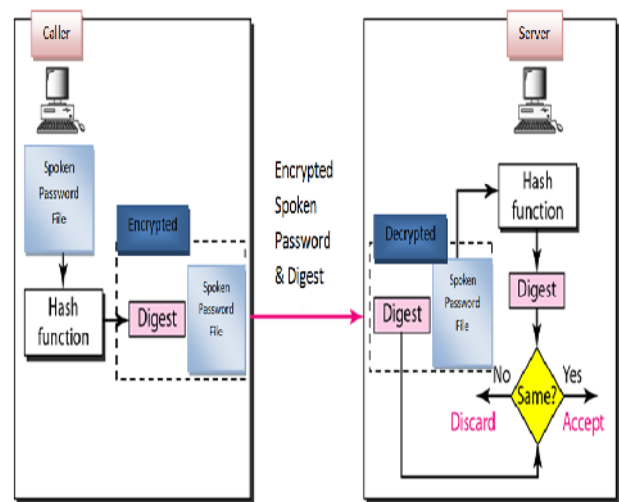 Caller
Spoken
Password
File
Hash
function
Encrypted
Digest
Spoken
Password
File
Encrypted
Spoken
Password
& Digest
Server
Hash
function
Decrypted
Digest
Spoken
Password
File
Digest
No
Yes
Same?
Discard
Accept